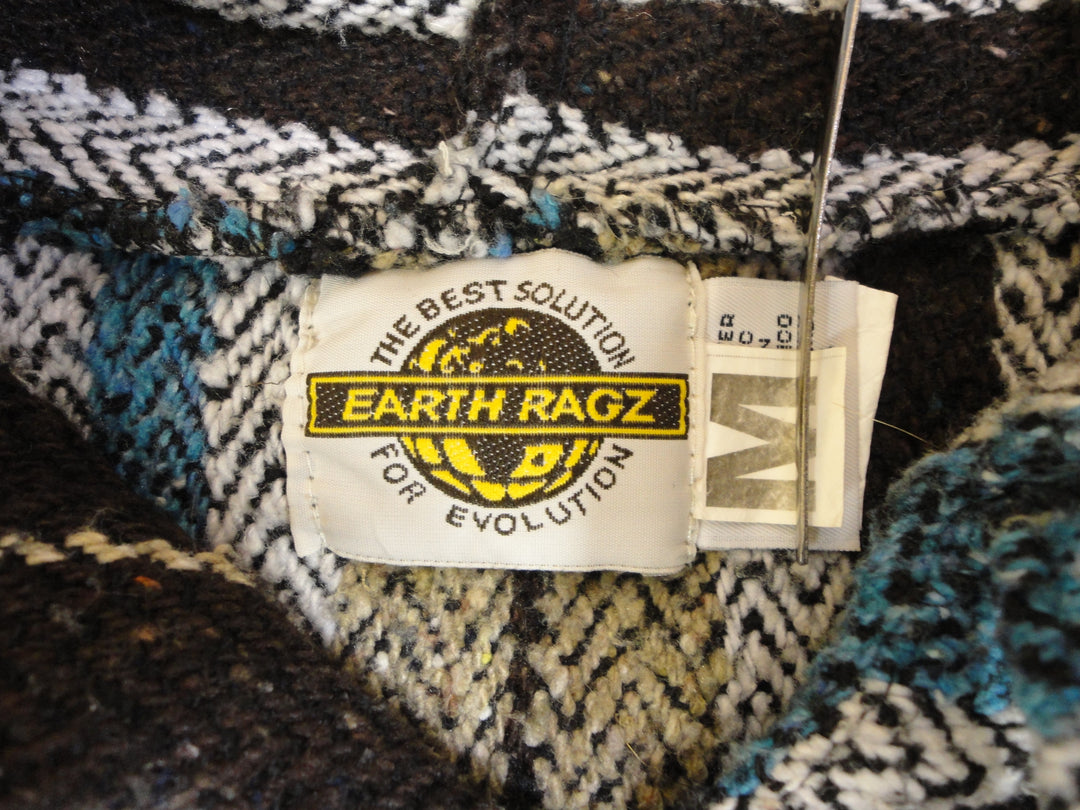 THE BEST SOLUTION
EARTH RAGZ
FOR EVOLUTION
M